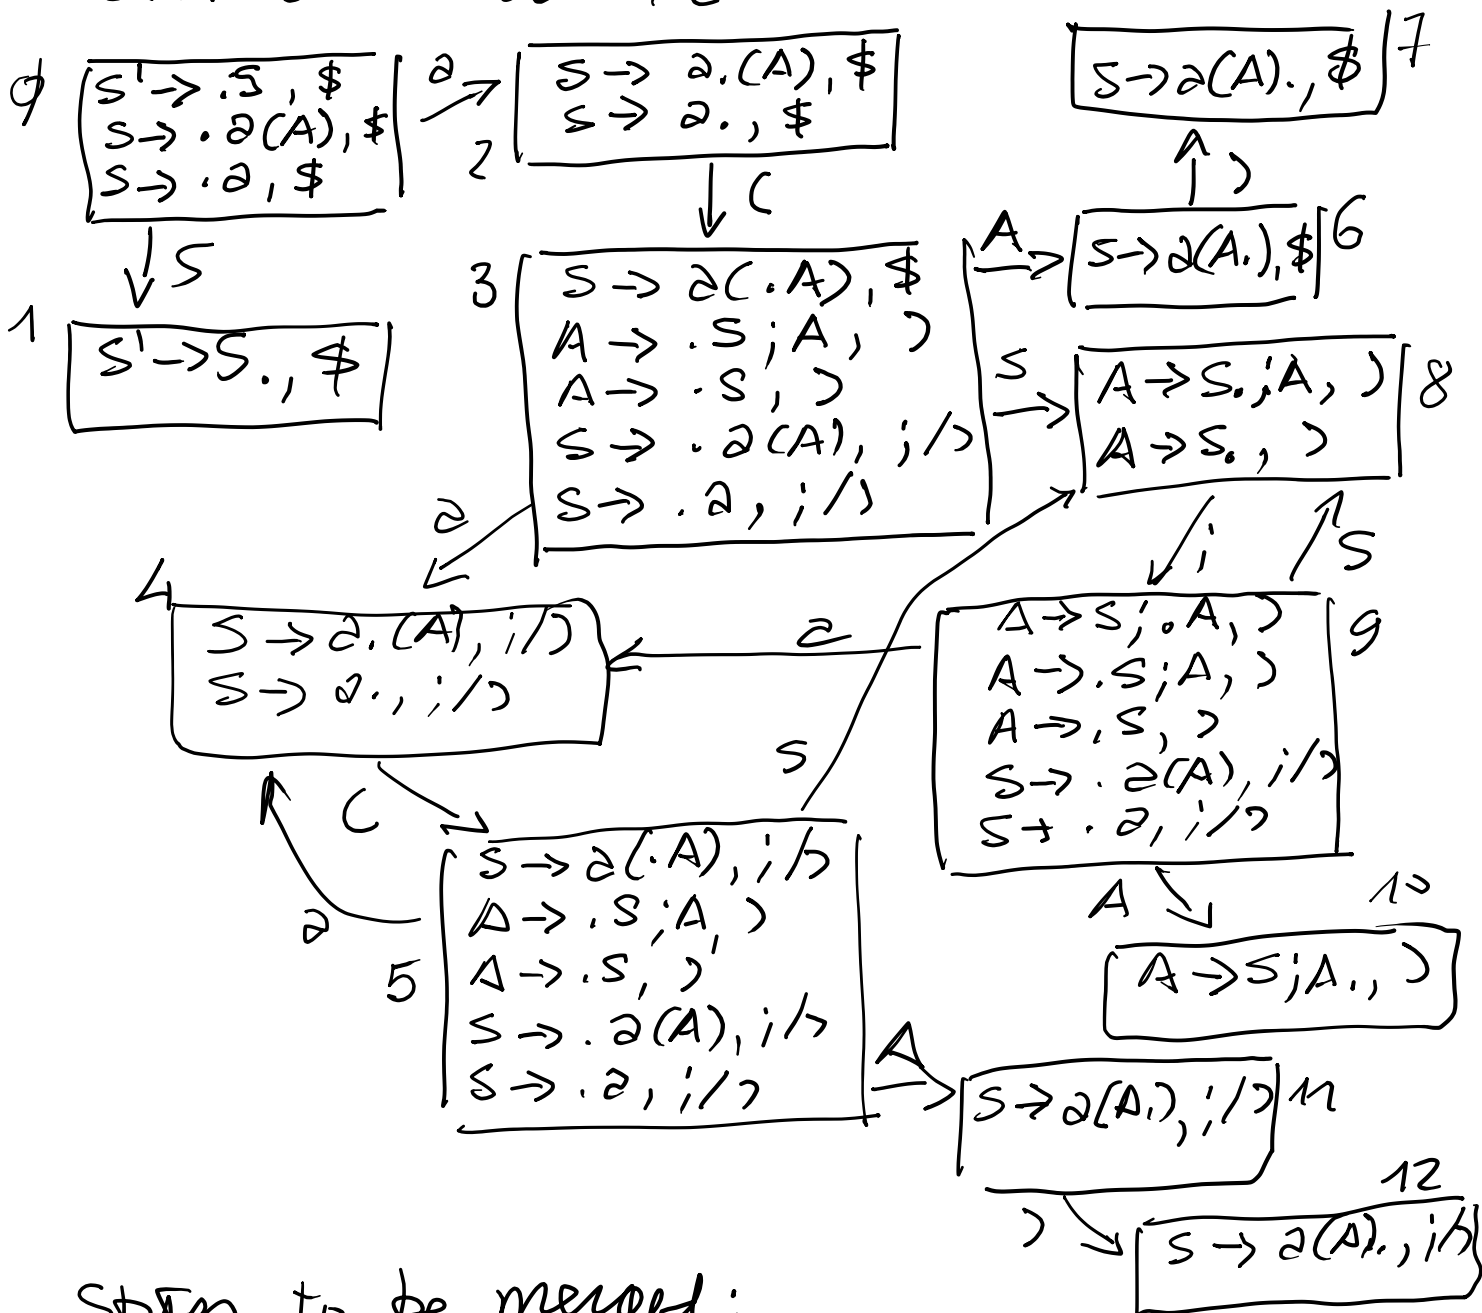 0
S' → .S, $
S → .a(A), $
S → .a, $
a
2
S → a.(A), $
S → a., $
S
1
S' → S., $
(
3
S → a(.A), $
A → .S;A, )
A → .S, )
S → .a(A), ;/)
S → .a, ;/)
A
S → a(A.), $
6
)
S → a(A)., $
7
S
A → S.;A, )
A → S., )
8
;
S
a
4
S → a.(A), ;/)
S → a., ;/)
a
A → S;.A, )
A → .S;A, )
A → .S, )
S → .a(A), ;/)
S → .a, ;/)
9
(
a
S
5
S → a(.A), ;/)
A → .S;A, )
A → .S, )
S → .a(A), ;/)
S → .a, ;/)
A
10
A → S;A., )
A
S → a(A.), ;/)
11
)
12
S → a(A)., ;/)
to be merged: